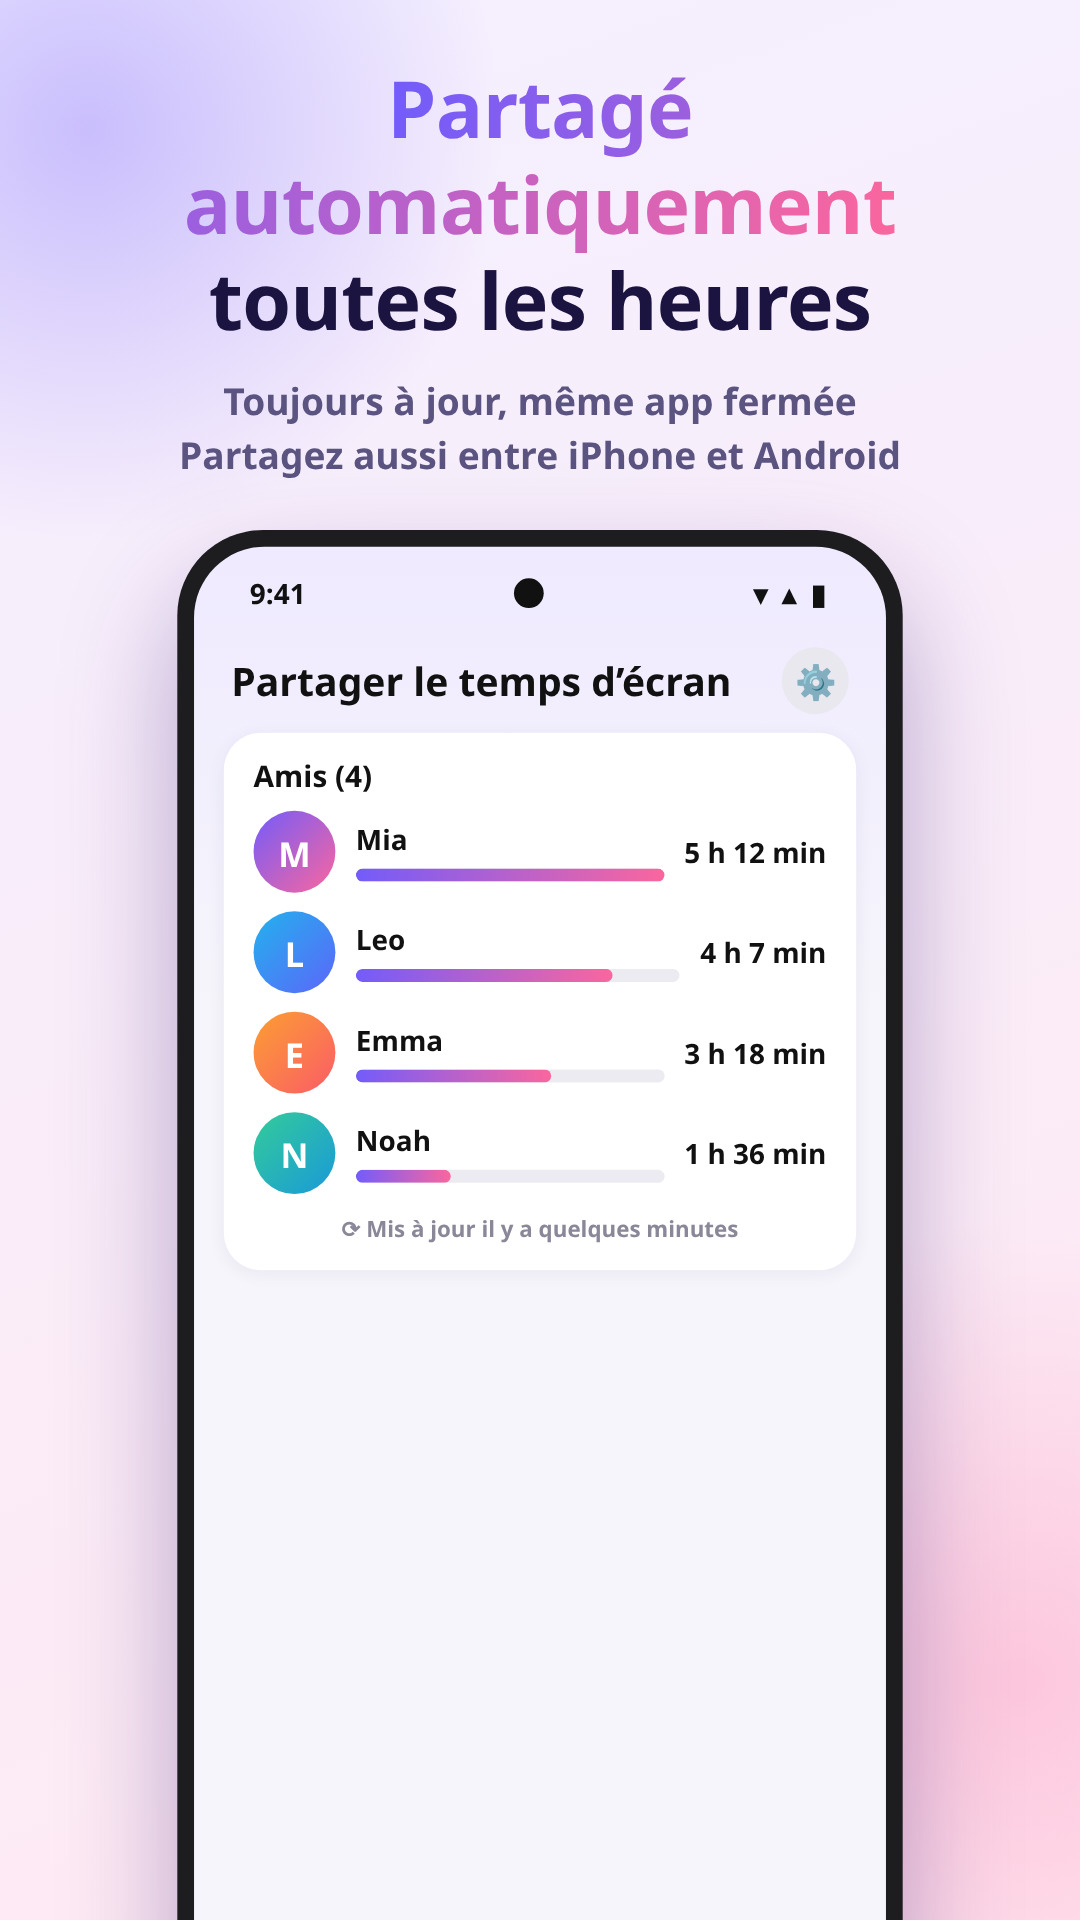 Partagé
automatiquement
toutes les heures
Toujours à jour, même app fermée
Partagez aussi entre iPhone et Android
9:41
Partager le temps d’écran
Amis (4)
M
Mia
5 h 12 min
L
Leo
4 h 7 min
E
Emma
3 h 18 min
N
Noah
1 h 36 min
⟳ Mis à jour il y a quelques minutes